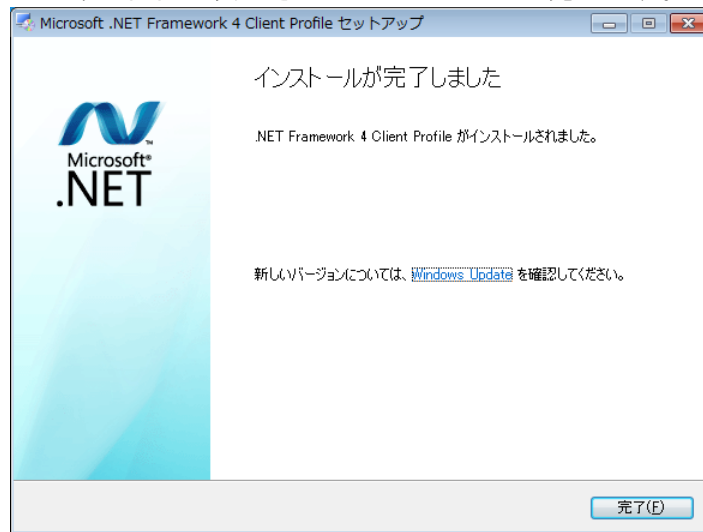 Microsoft .NET Framework 4 Client Profile セットアップ
インストールが完了しました
.NET Framework 4 Client Profile がインストールされました。
Microsoft®
.NET™
新しいバージョンについては、Windows Update を確認してください。
完了(F)